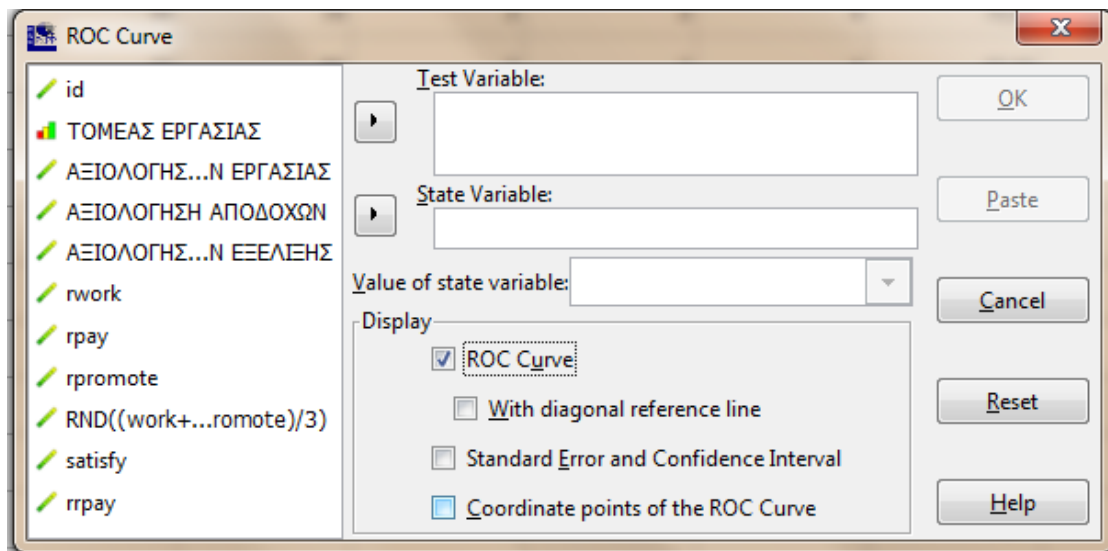 ROC Curve
id
ΤΟΜΕΑΣ ΕΡΓΑΣΙΑΣ
ΑΞΙΟΛΟΓΗΣ...Ν ΕΡΓΑΣΙΑΣ
ΑΞΙΟΛΟΓΗΣΗ ΑΠΟΔΟΧΩΝ
ΑΞΙΟΛΟΓΗΣ...Ν ΕΞΕΛΙΞΗΣ
rwork
rpay
rpromote
RND((work+...romote)/3)
satisfy
rrpay
Test Variable:
State Variable:
Value of state variable:
Display
ROC Curve
With diagonal reference line
Standard Error and Confidence Interval
Coordinate points of the ROC Curve
OK
Paste
Cancel
Reset
Help